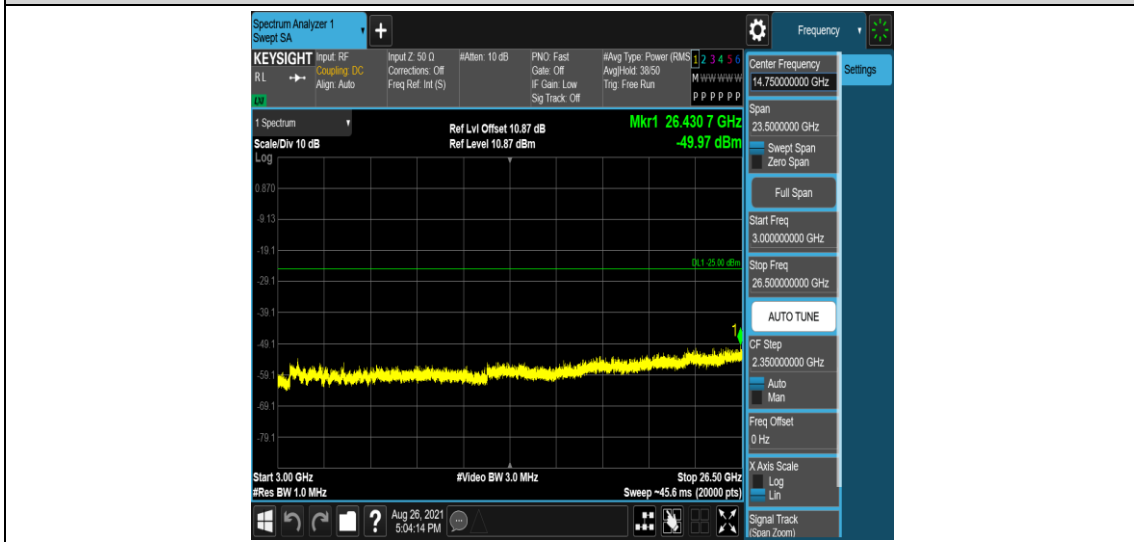 Spectrum Analyzer 1
Swept SA
+
Frequency
KEYSIGHT
RL
Input: RF
Coupling: DC
Align: Auto
Input Z: 50 Ω
Corrections: Off
Freq Ref: Int (S)
#Atten: 10 dB
PNO: Fast
Gate: Off
IF Gain: Low
Sig Track: Off
#Avg Type: Power (RMS
Avg|Hold: 38/50
Trig: Free Run
1 2 3 4 5 6
M W W W W W
P P P P P P
LXI
1 Spectrum
Scale/Div 10 dB
Ref Lvl Offset 10.87 dB
Ref Level 10.87 dBm
Mkr1 26.430 7 GHz
-49.97 dBm
Log
0.870
-9.13
-19.1
DL1 -25.00 dBm
-29.1
-39.1
1
-49.1
-59.1
-69.1
-79.1
Start 3.00 GHz
#Video BW 3.0 MHz
Stop 26.50 GHz
#Res BW 1.0 MHz
Sweep ~45.6 ms (20000 pts)
?
Aug 26, 2021
5:04:14 PM
Center Frequency
14.750000000 GHz
Settings
Span
23.5000000 GHz
Swept Span
Zero Span
Full Span
Start Freq
3.000000000 GHz
Stop Freq
26.500000000 GHz
AUTO TUNE
CF Step
2.350000000 GHz
Auto
Man
Freq Offset
0 Hz
X Axis Scale
Log
Lin
Signal Track
(Span Zoom)